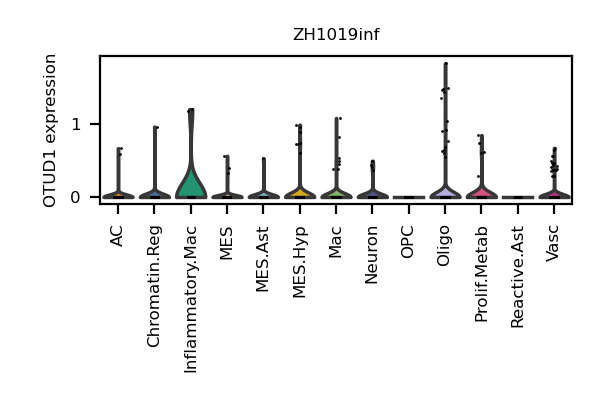 ZH1019inf
OTUD1 expression
1
0
AC
Chromatin.Reg
Inflammatory.Mac
MES
MES.Ast
MES.Hyp
Mac
Neuron
OPC
Oligo
Prolif.Metab
Reactive.Ast
Vasc